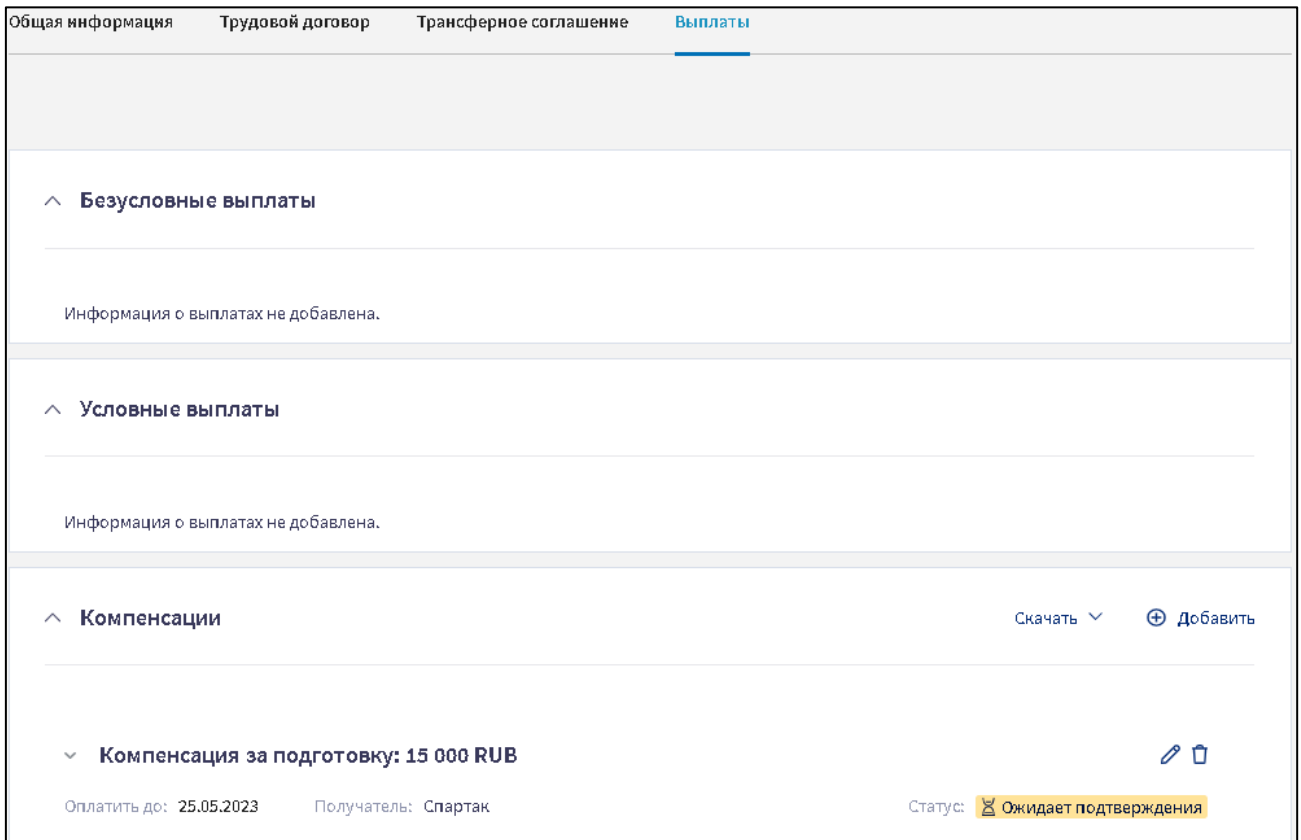 Общая информация Трудовой договор Трансферное соглашение Выплаты
Безусловные выплаты
Информация о выплатах не добавлена.
Условные выплаты
Информация о выплатах не добавлена.
Компенсации Скачать Добавить
Компенсация за подготовку: 15 000 RUB
Оплатить до: 25.05.2023 Получатель: Спартак Статус: Ожидает подтверждения